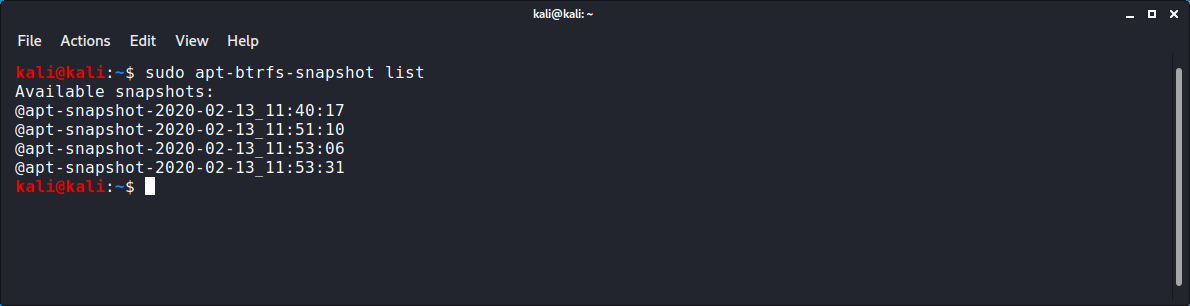 kali@kali: ~
File Actions Edit View Help
kali@kali:~$ sudo apt-btrfs-snapshot list
Available snapshots:
@apt-snapshot-2020-02-13_11:40:17
@apt-snapshot-2020-02-13_11:51:10
@apt-snapshot-2020-02-13_11:53:06
@apt-snapshot-2020-02-13_11:53:31
kali@kali:~$